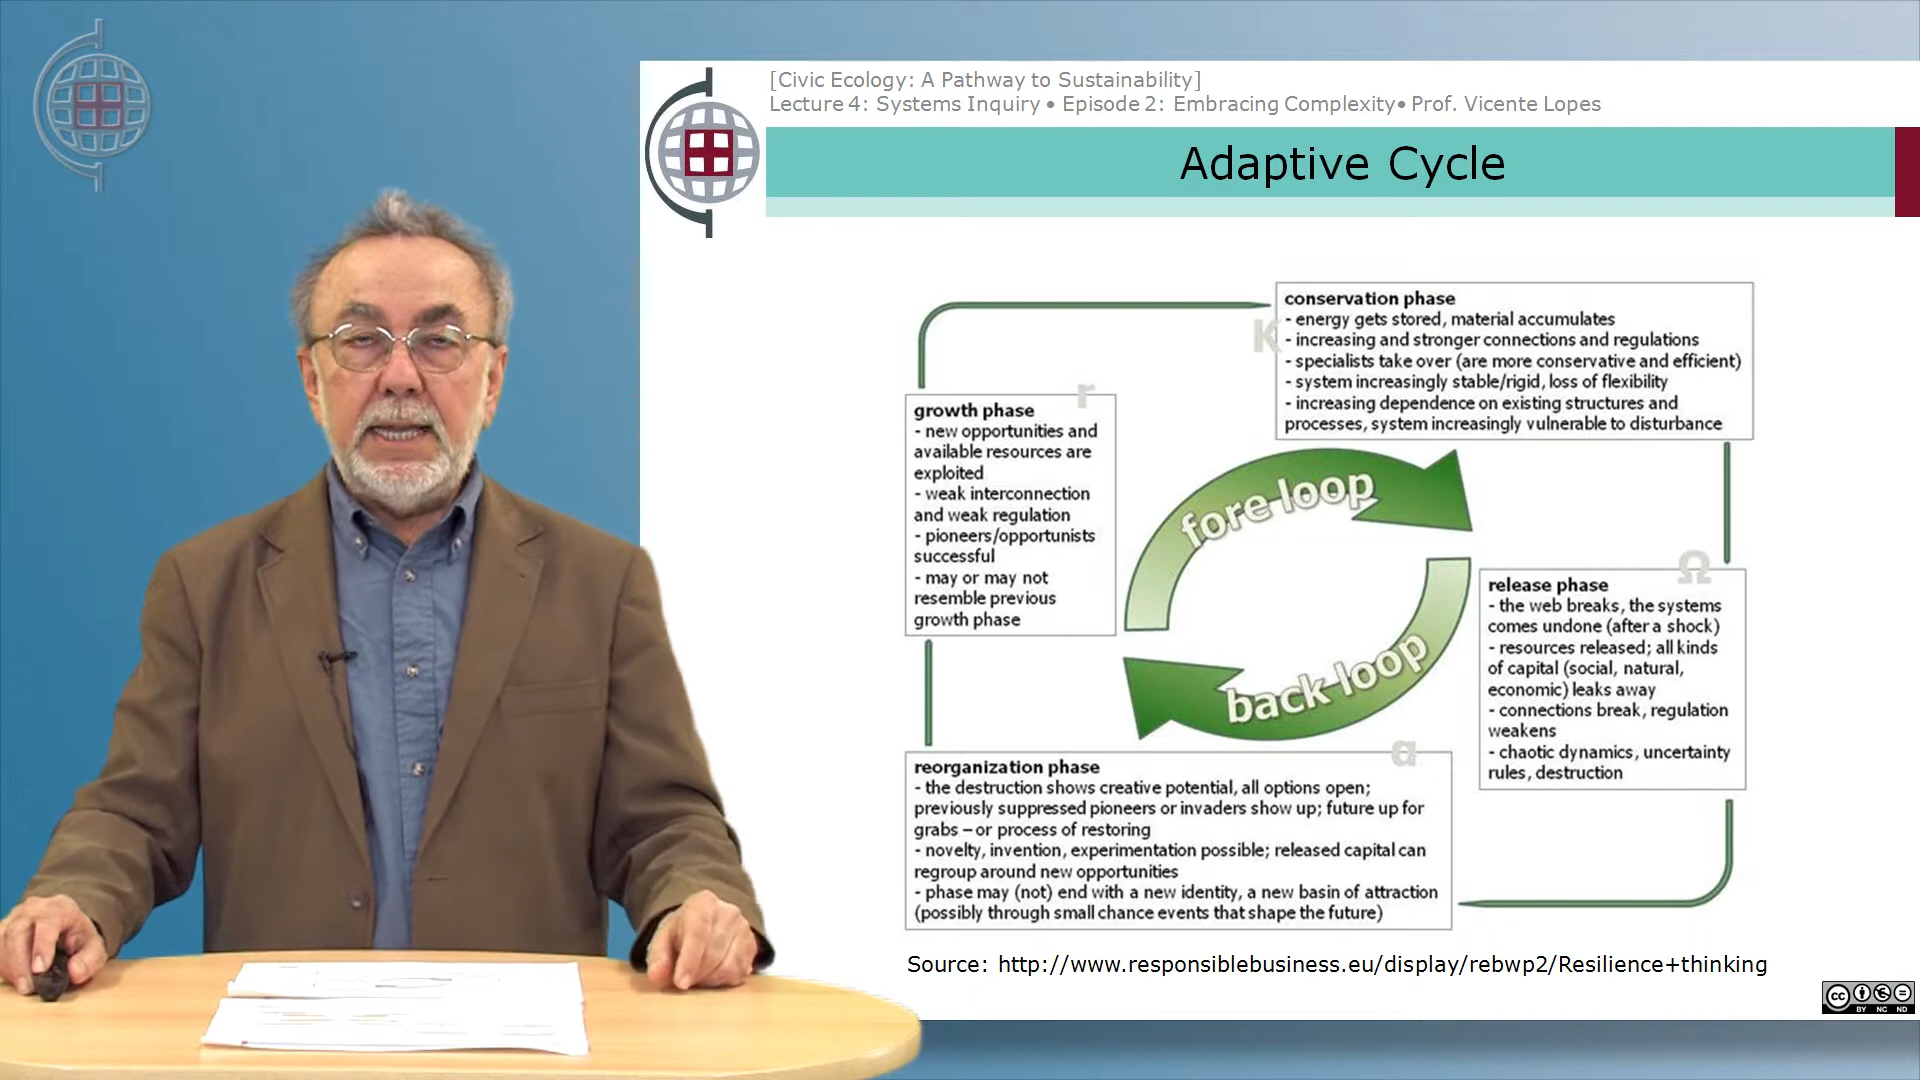 [Civic Ecology: A Pathway to Sustainability]
Lecture 4: Systems Inquiry • Episode 2: Embracing Complexity• Prof. Vicente Lopes
Adaptive Cycle
K
conservation phase
- energy gets stored, material accumulates
- increasing and stronger connections and regulations
- specialists take over (are more conservative and efficient)
- system increasingly stable/rigid, loss of flexibility
- increasing dependence on existing structures and
processes, system increasingly vulnerable to disturbance
r
growth phase
- new opportunities and
available resources are
exploited
- weak interconnection
and weak regulation
- pioneers/opportunists
successful
- may or may not
resemble previous
growth phase
fore loop
back loop
Ω
release phase
- the web breaks, the systems
comes undone (after a shock)
- resources released; all kinds
of capital (social, natural,
economic) leaks away
- connections break, regulation
weakens
- chaotic dynamics, uncertainty
rules, destruction
α
reorganization phase
- the destruction shows creative potential, all options open;
previously suppressed pioneers or invaders show up; future up for
grabs – or process of restoring
- novelty, invention, experimentation possible; released capital can
regroup around new opportunities
- phase may (not) end with a new identity, a new basin of attraction
(possibly through small chance events that shape the future)
Source: http://www.responsiblebusiness.eu/display/rebwp2/Resilience+thinking
cc
BY NC ND